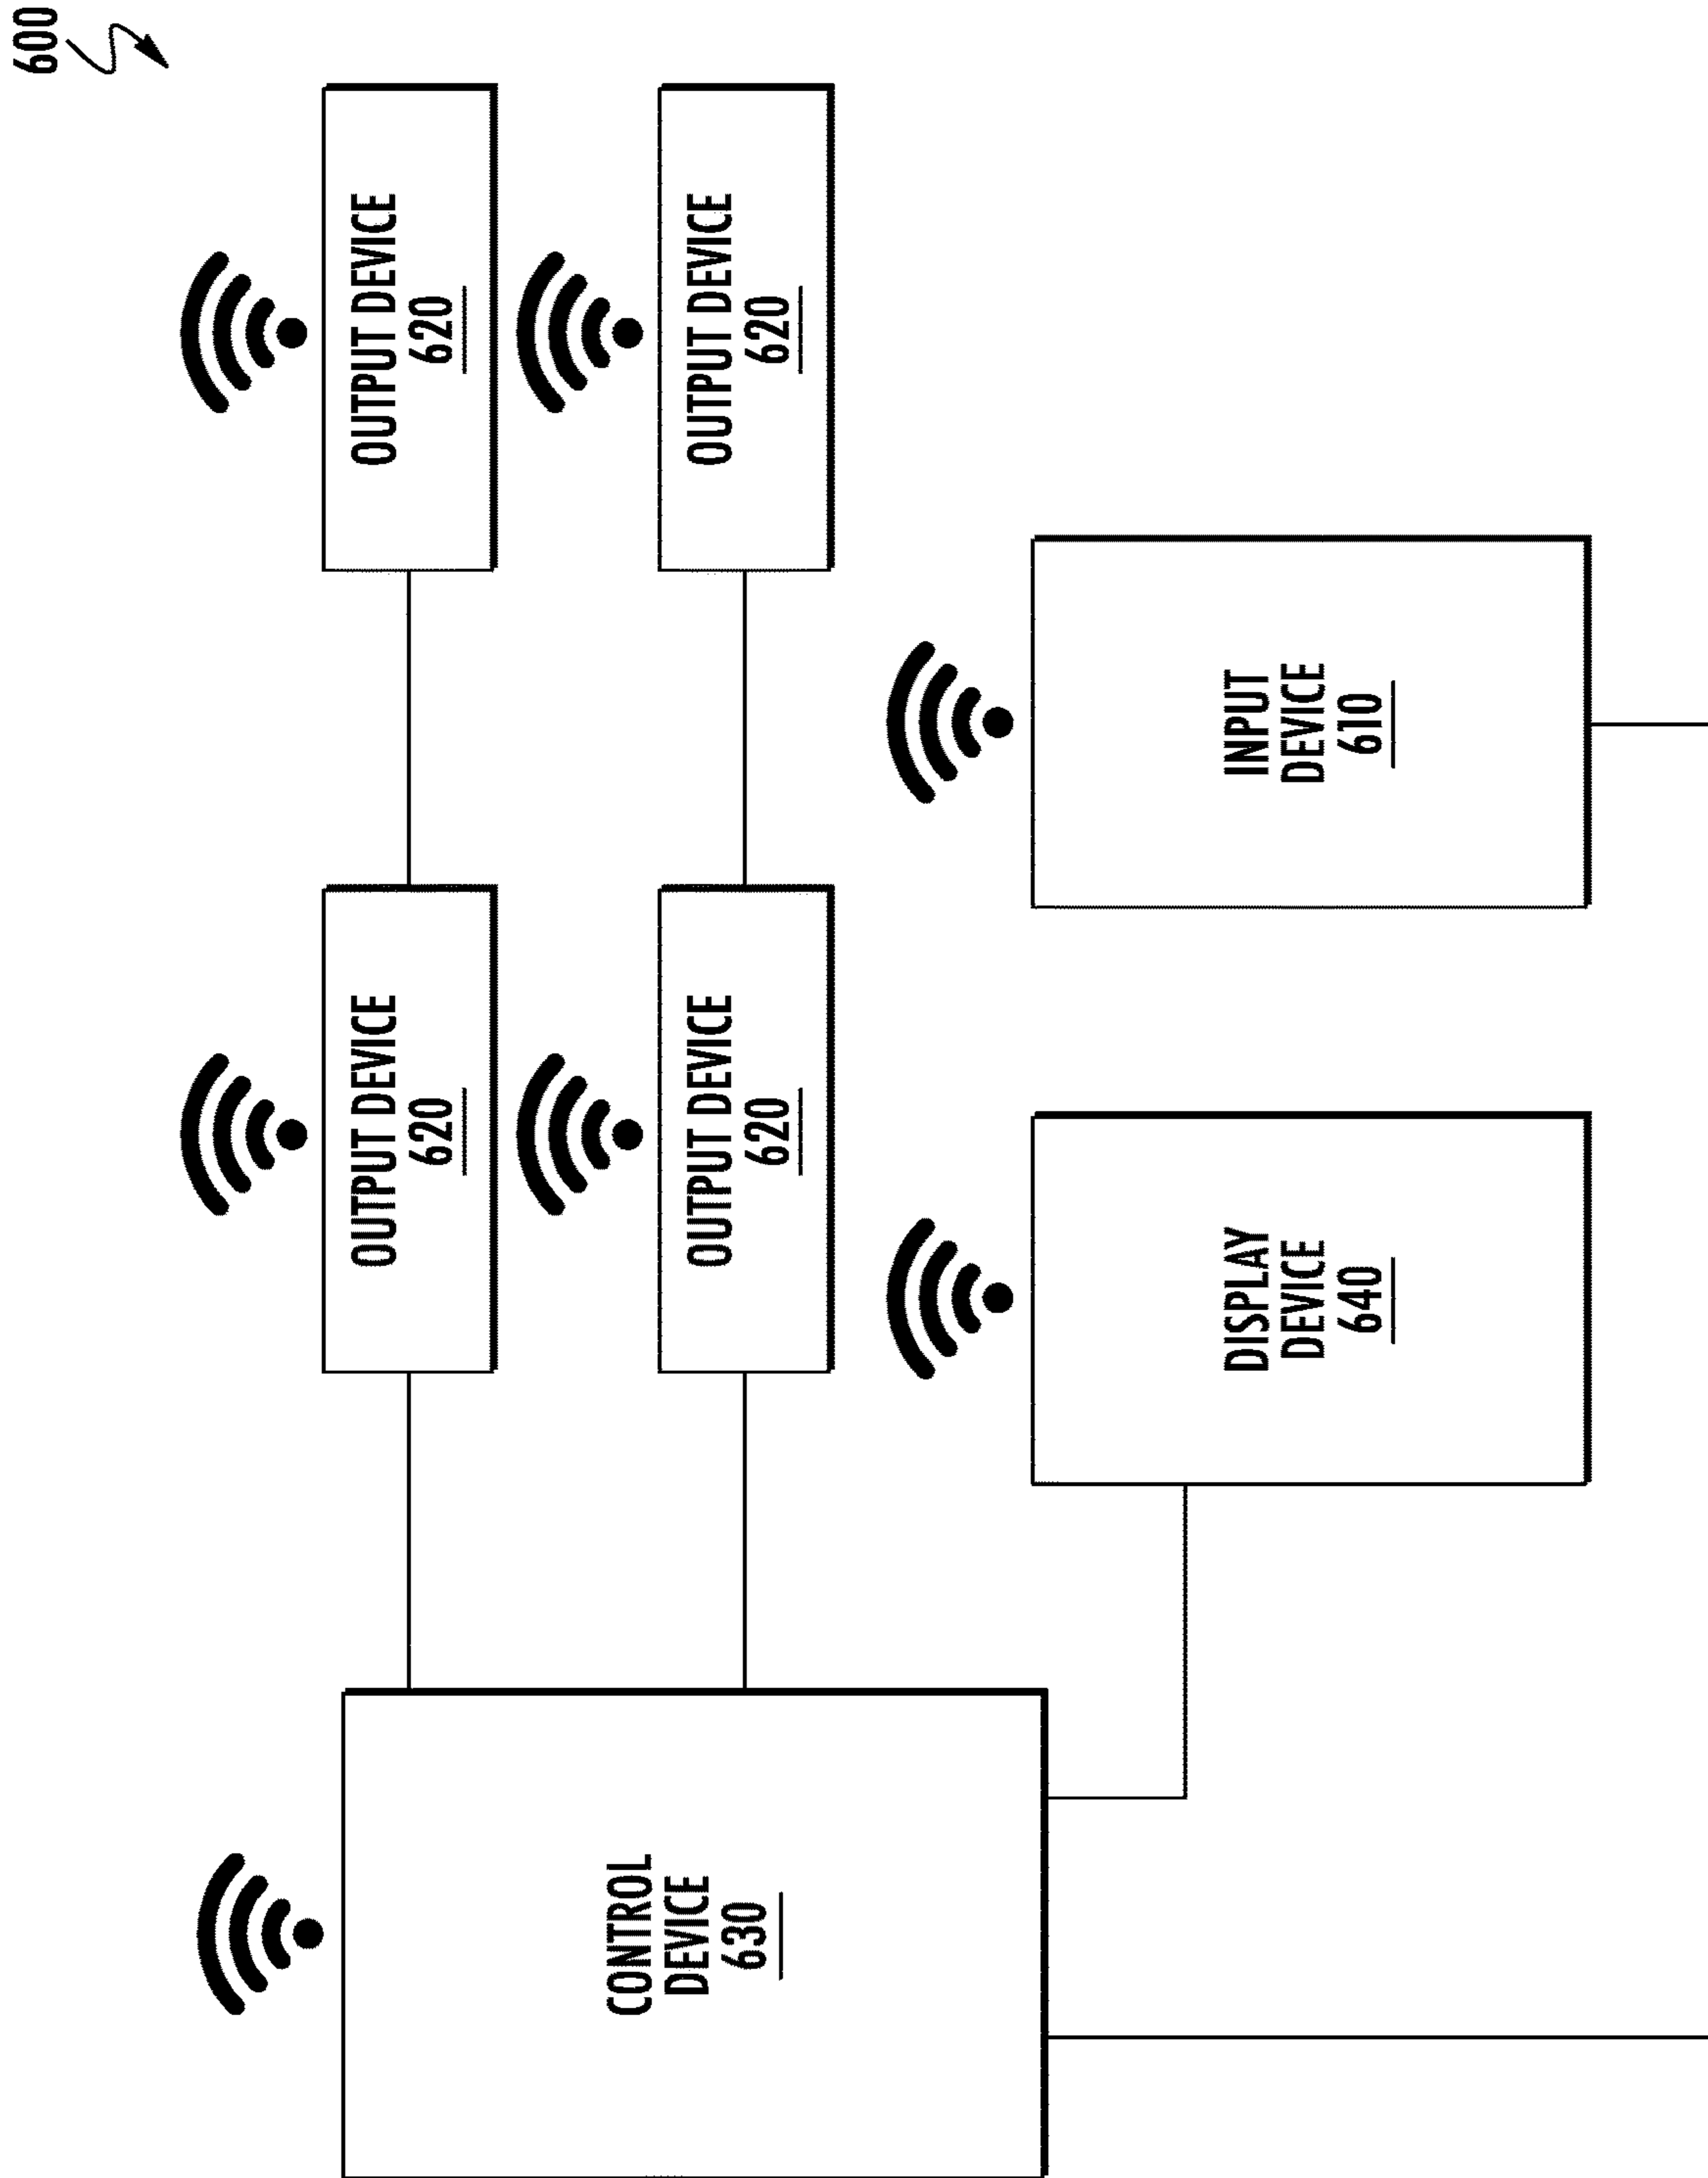 600
OUTPUT DEVICE
620
OUTPUT DEVICE
620
OUTPUT DEVICE
620
OUTPUT DEVICE
620
CONTROL
DEVICE
630
DISPLAY
DEVICE
640
INPUT
DEVICE
610